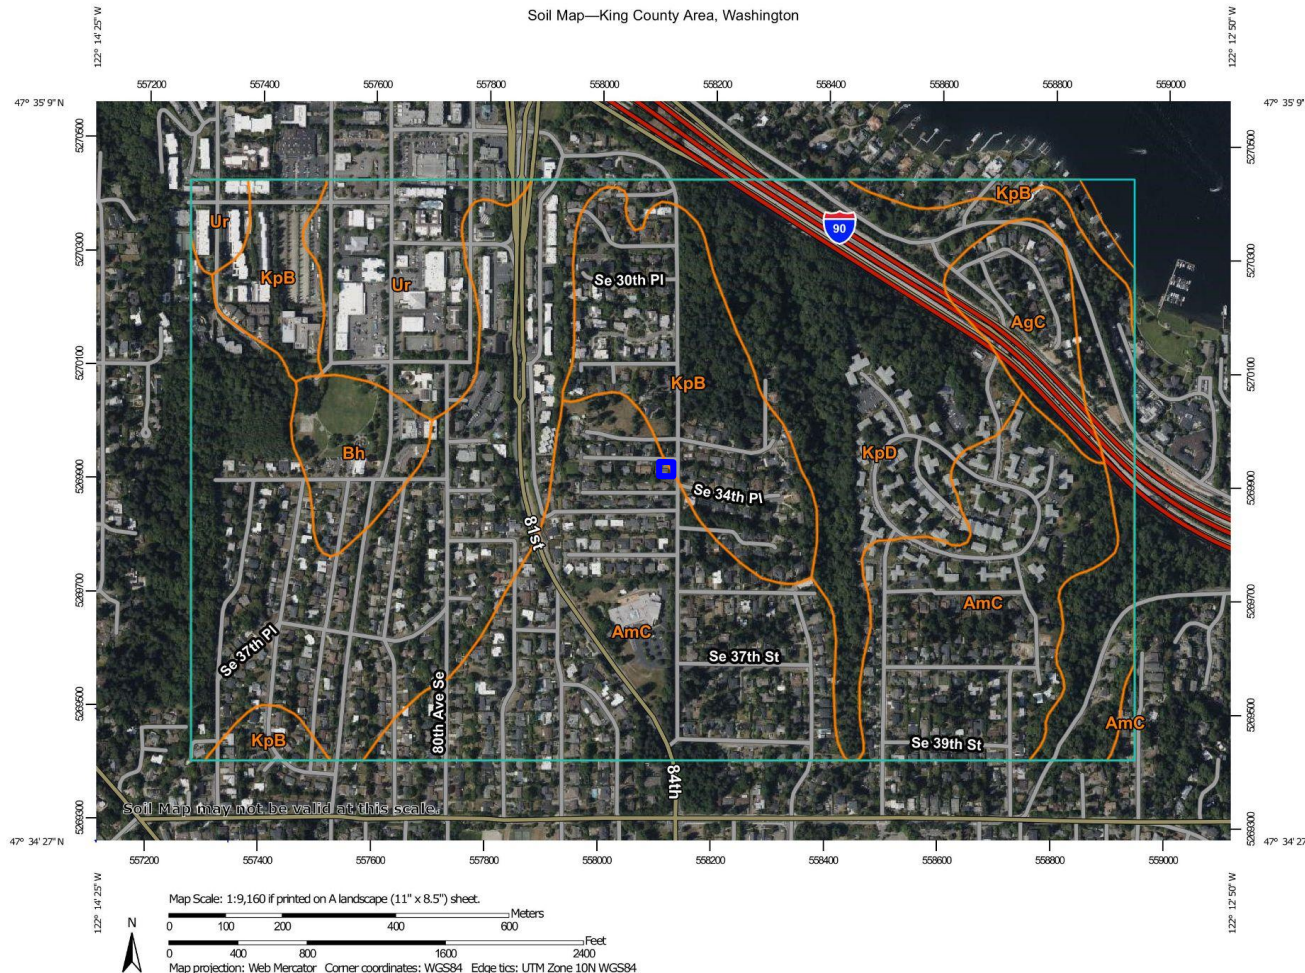 Soil Map—King County Area, Washington
122° 14' 25" W
122° 12' 50" W
557200
557400
557600
557800
558000
558200
558400
558600
558800
559000
47° 35' 9" N
47° 35' 9"
5270500
5270300
5270100
5269900
5269700
5269500
5269300
5270500
5270300
5270100
5269900
5269700
5269500
5269300
Ur
KpB
Ur
KpB
90
Se 30th Pl
AgC
KpB
Bh
KpD
Se 34th Pl
81st
AmC
AmC
Se 37th Pl
Se 37th St
80th Ave Se
KpB
Se 39th St
AmC
84th
Soil Map may not be valid at this scale.
47° 34' 27" N
47° 34' 27
557200
557400
557600
557800
558000
558200
558400
558600
558800
559000
122° 14' 25" W
122° 12' 50" W
Map Scale: 1:9,160 if printed on A landscape (11" x 8.5") sheet.
N
Meters
0 100 200 400 600
Feet
0 400 800 1600 2400
Map projection: Web Mercator Corner coordinates: WGS84 Edge tics: UTM Zone 10N WGS84